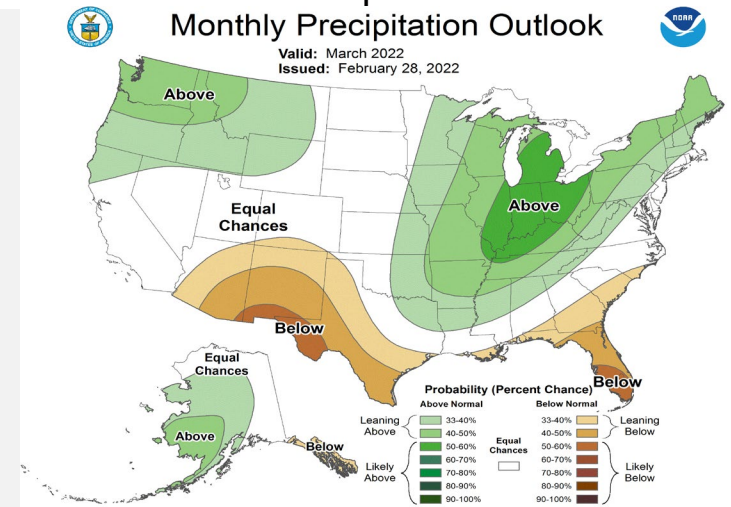 Monthly Precipitation Outlook
NOAA
Valid: March 2022
Issued: February 28, 2022
Above
Above
Equal
Chances
Below
Below
Equal
Chances
Above
Below
Probability (Percent Chance)
Above Normal
Below Normal
Leaning
Above
33-40%
40-50%
Likely
Above
50-60%
60-70%
70-80%
80-90%
90-100%
Equal
Chances
33-40%
40-50%
Leaning
Below
50-60%
60-70%
70-80%
80-90%
90-100%
Likely
Below